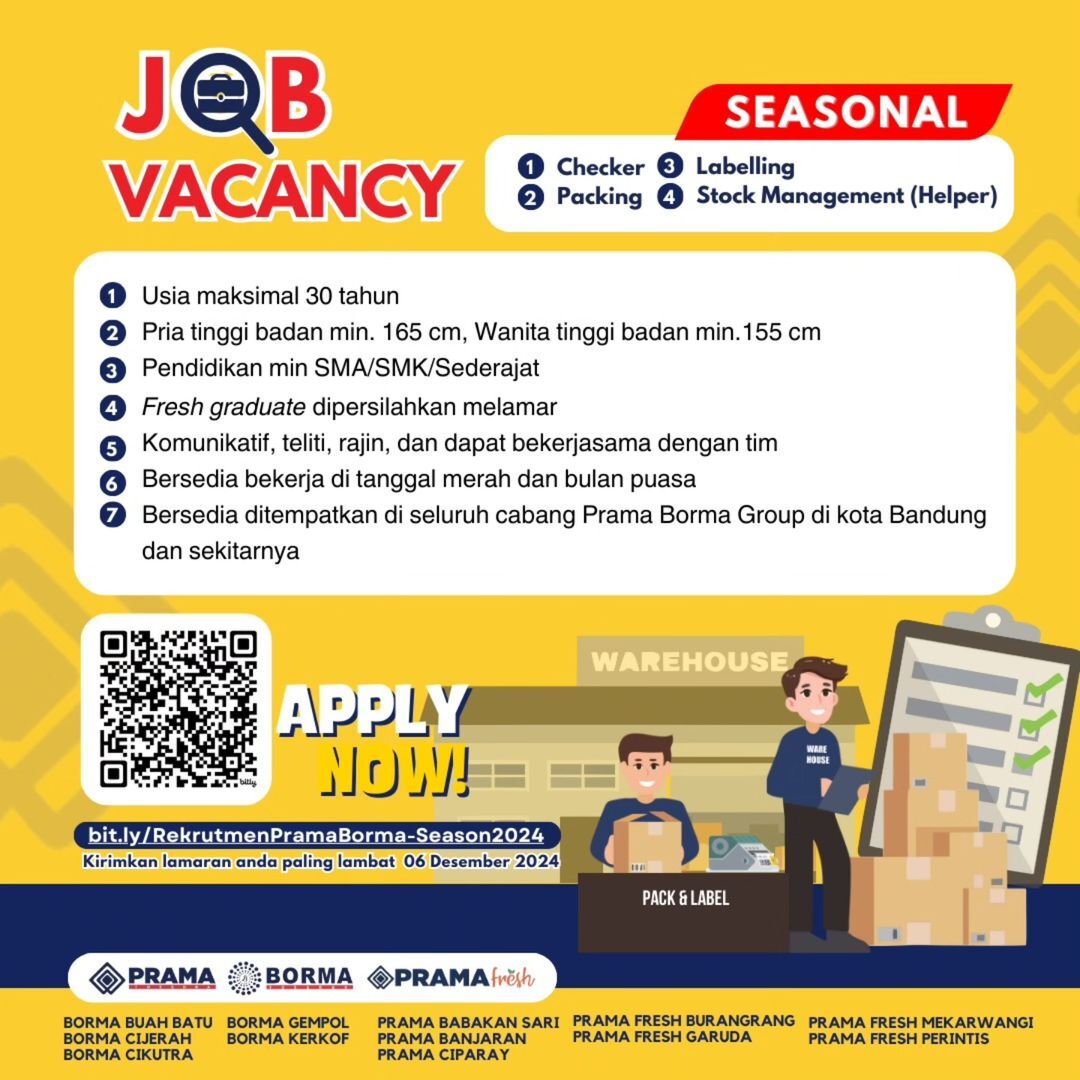 JOB
VACANCY
SEASONAL
1 Checker
2 Packing
3 Labelling
4 Stock Management (Helper)
1 Usia maksimal 30 tahun
2 Pria tinggi badan min. 165 cm, Wanita tinggi badan min.155 cm
3 Pendidikan min SMA/SMK/Sederajat
4 Fresh graduate dipersilahkan melamar
5 Komunikatif, teliti, rajin, dan dapat bekerjasama dengan tim
6 Bersedia bekerja di tanggal merah dan bulan puasa
7 Bersedia ditempatkan di seluruh cabang Prama Borma Group di kota Bandung
dan sekitarnya
bitly
APPLY
NOW!
bit.ly/RekrutmenPramaBorma-Season2024
Kirimkan lamaran anda paling lambat 06 Desember 2024
WAREHOUSE
WARE
HOUSE
PACK & LABEL
PRAMA
BORMA
PRAMA fresh
BORMA BUAH BATU
BORMA CIJERAH
BORMA CIKUTRA
BORMA GEMPOL
BORMA KERKOF
PRAMA BABAKAN SARI
PRAMA BANJARAN
PRAMA CIPARAY
PRAMA FRESH BURANGRANG
PRAMA FRESH GARUDA
PRAMA FRESH MEKARWANGI
PRAMA FRESH PERINTIS